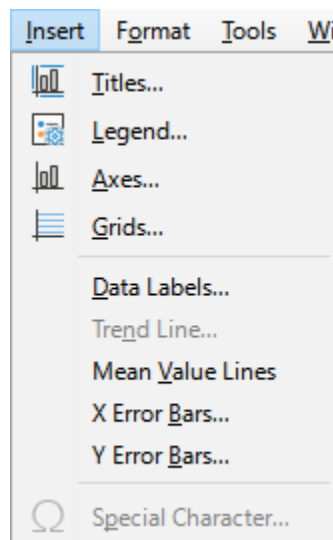 Insert Format Tools Wi
Titles...
Legend...
Axes...
Grids...
Data Labels...
Trend Line...
Mean Value Lines
X Error Bars...
Y Error Bars...
Special Character...